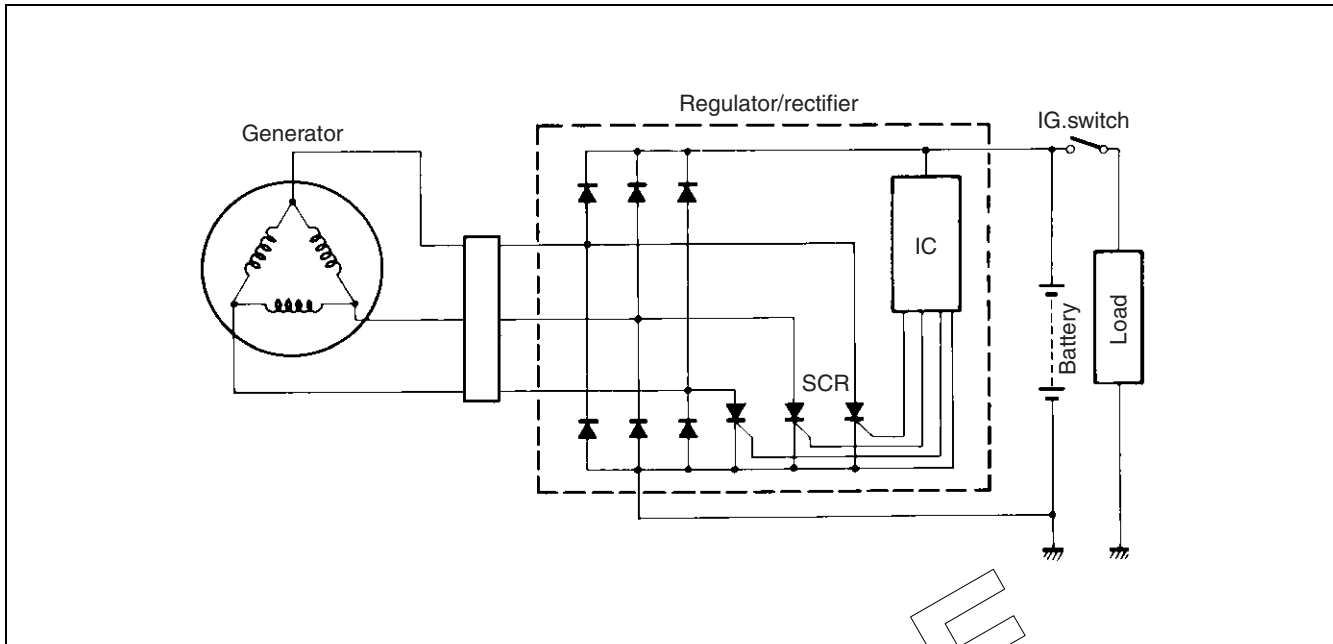 Regulator/rectifier
IG.switch
Generator
IC
Battery
Load
SCR